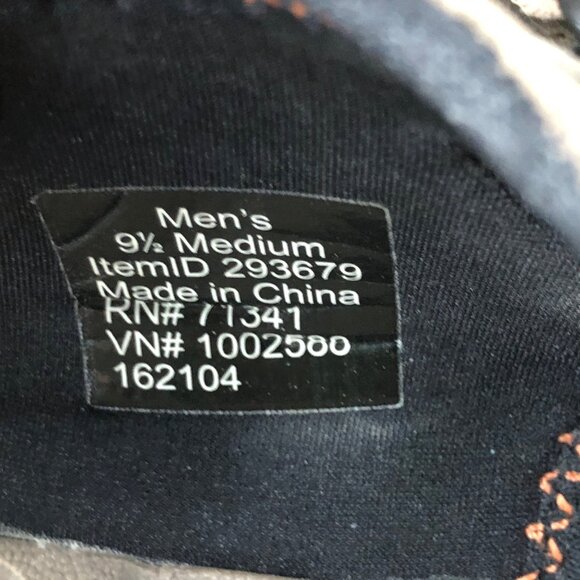 Men's
9½ Medium
ItemID 293679
Made in China
RN# 71341
VN# 1002580
162104